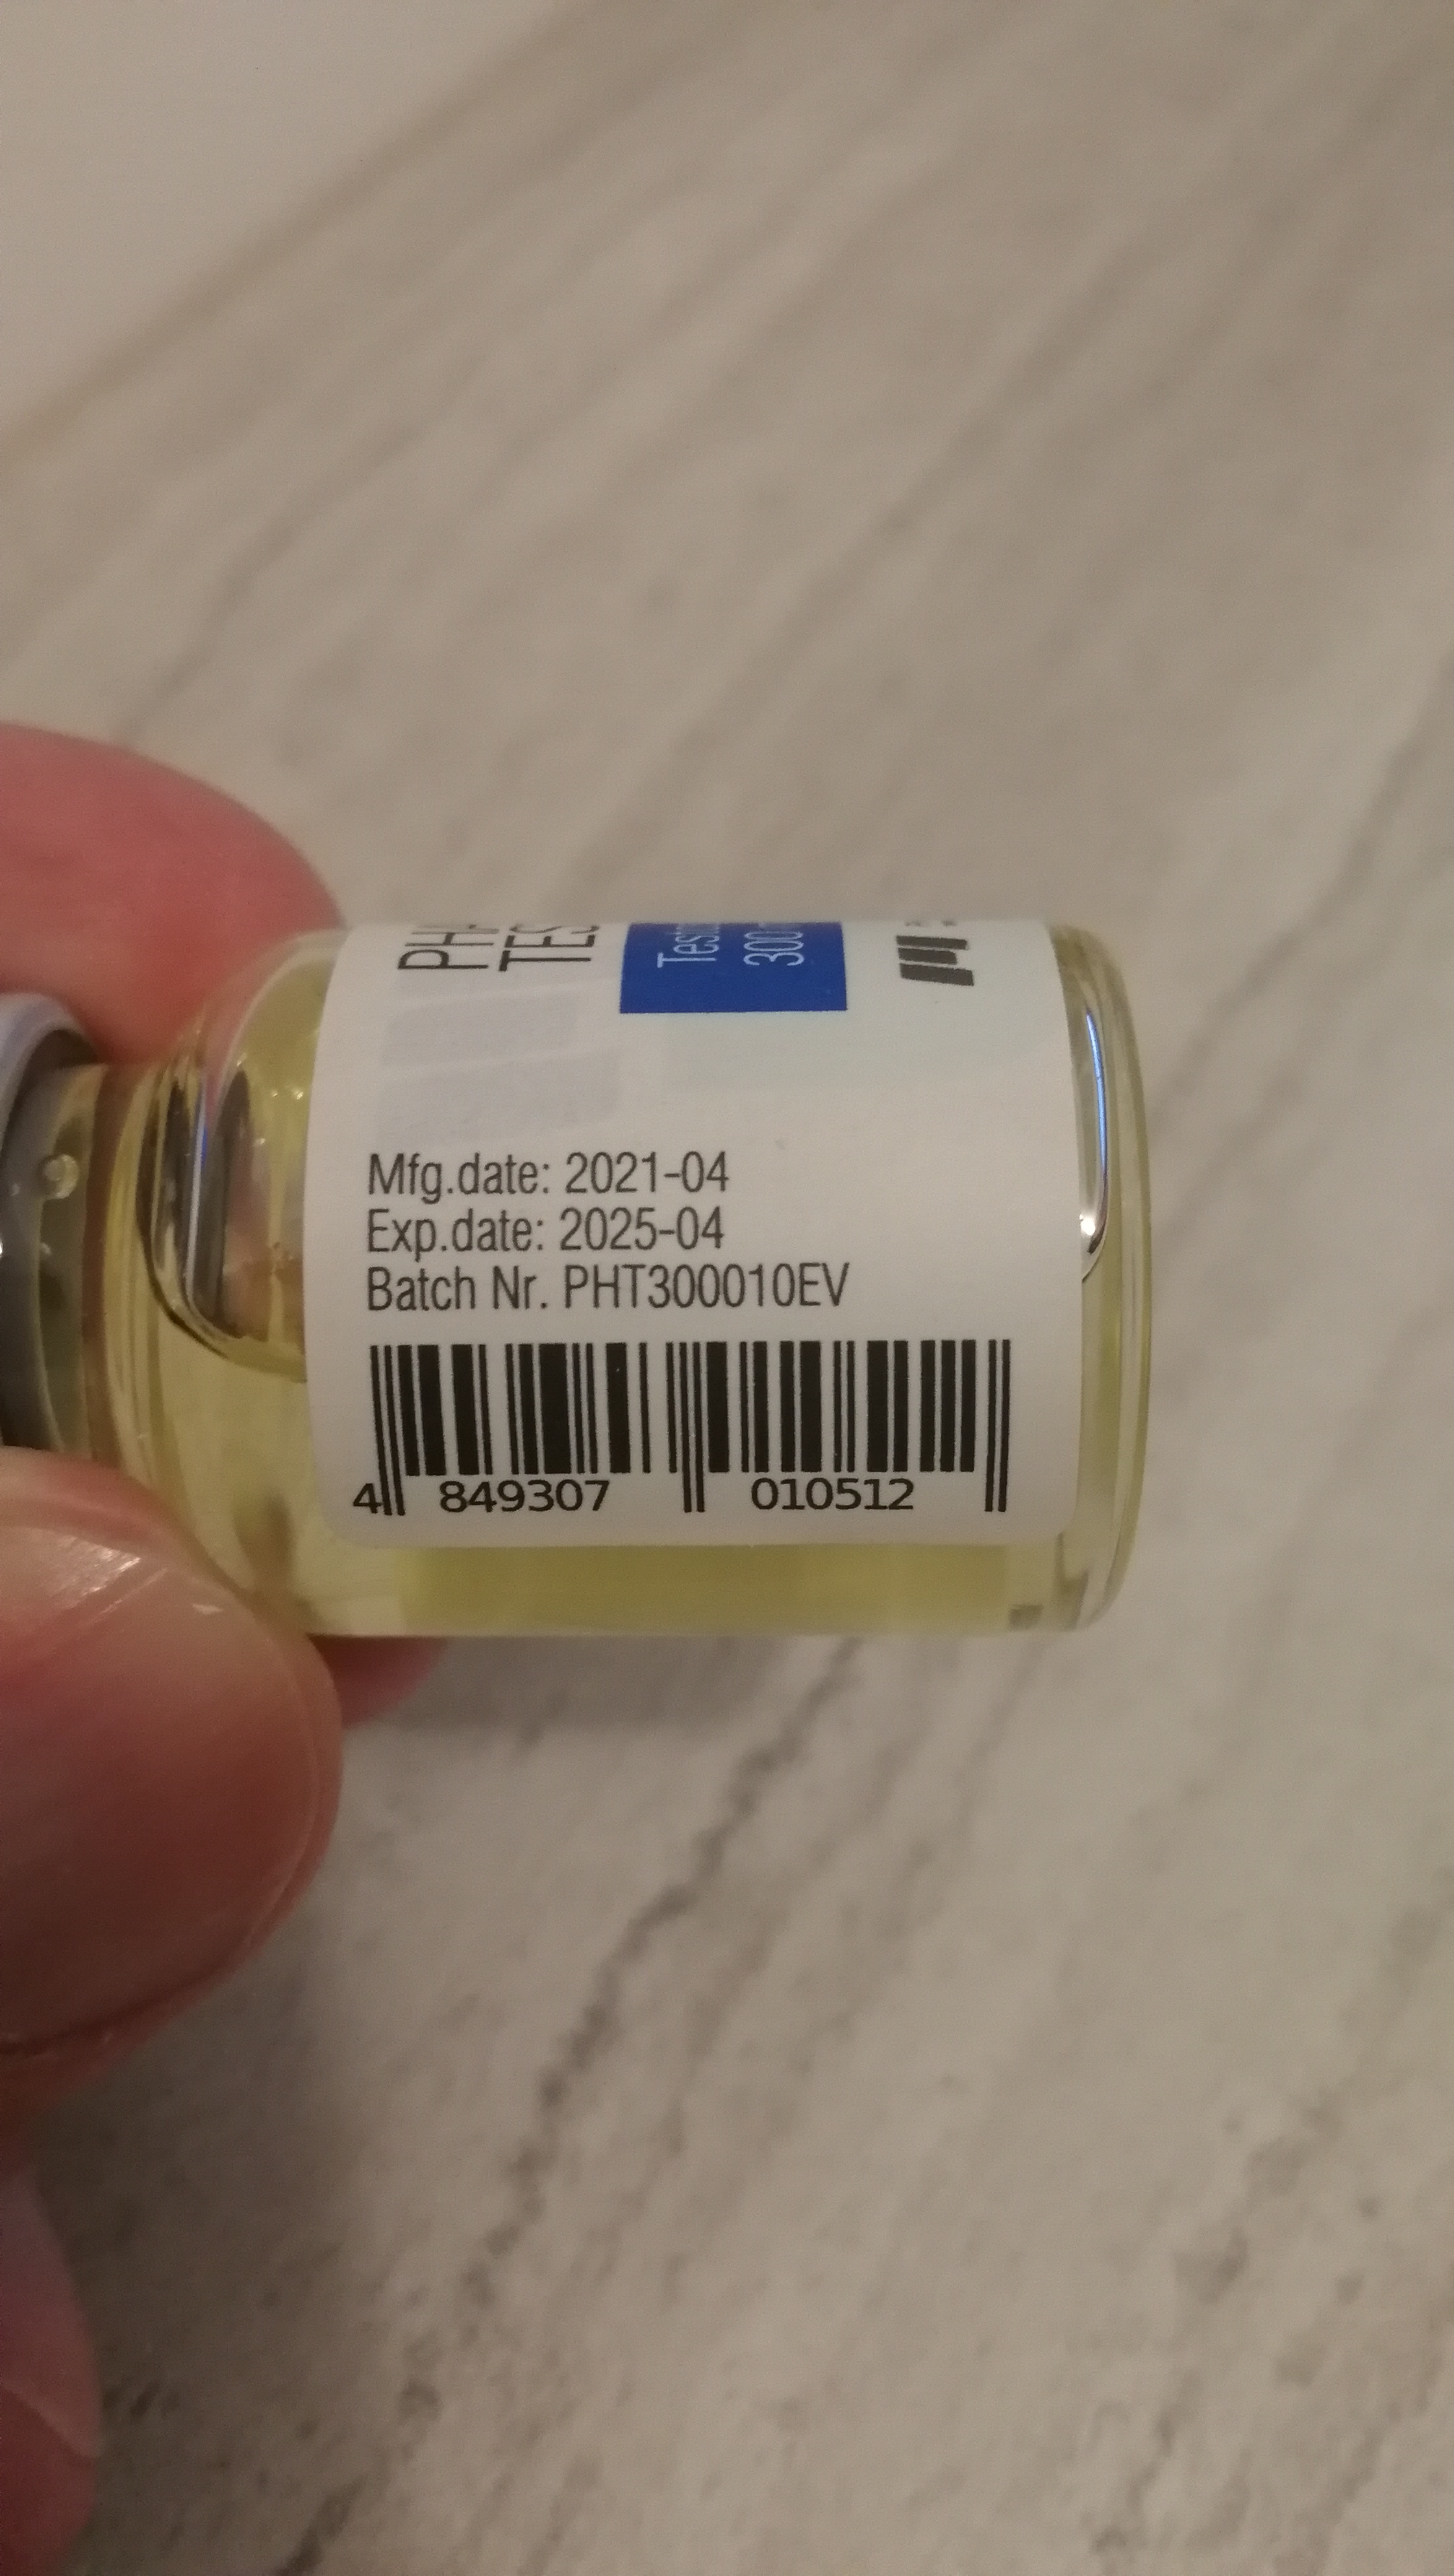 Mfg.date: 2021-04
Exp.date: 2025-04
Batch Nr. PHT300010EV
4 849307 010512